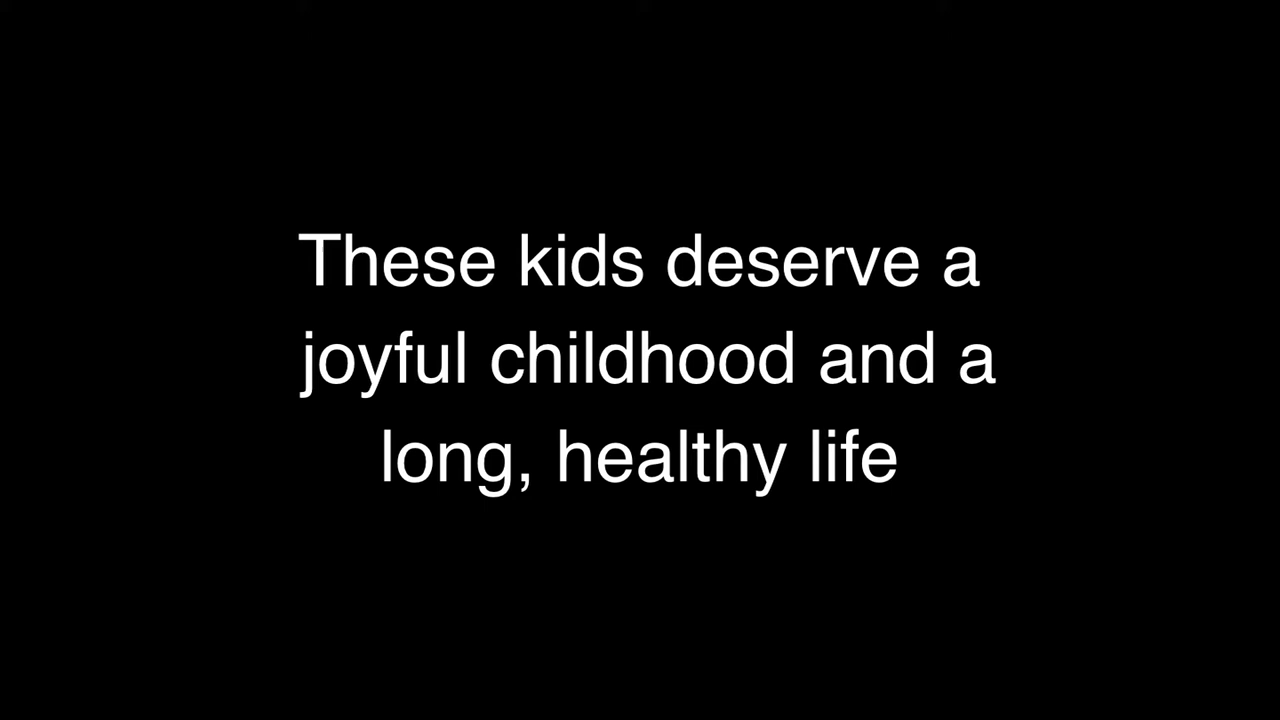 These kids deserve a
joyful childhood and a
long, healthy life